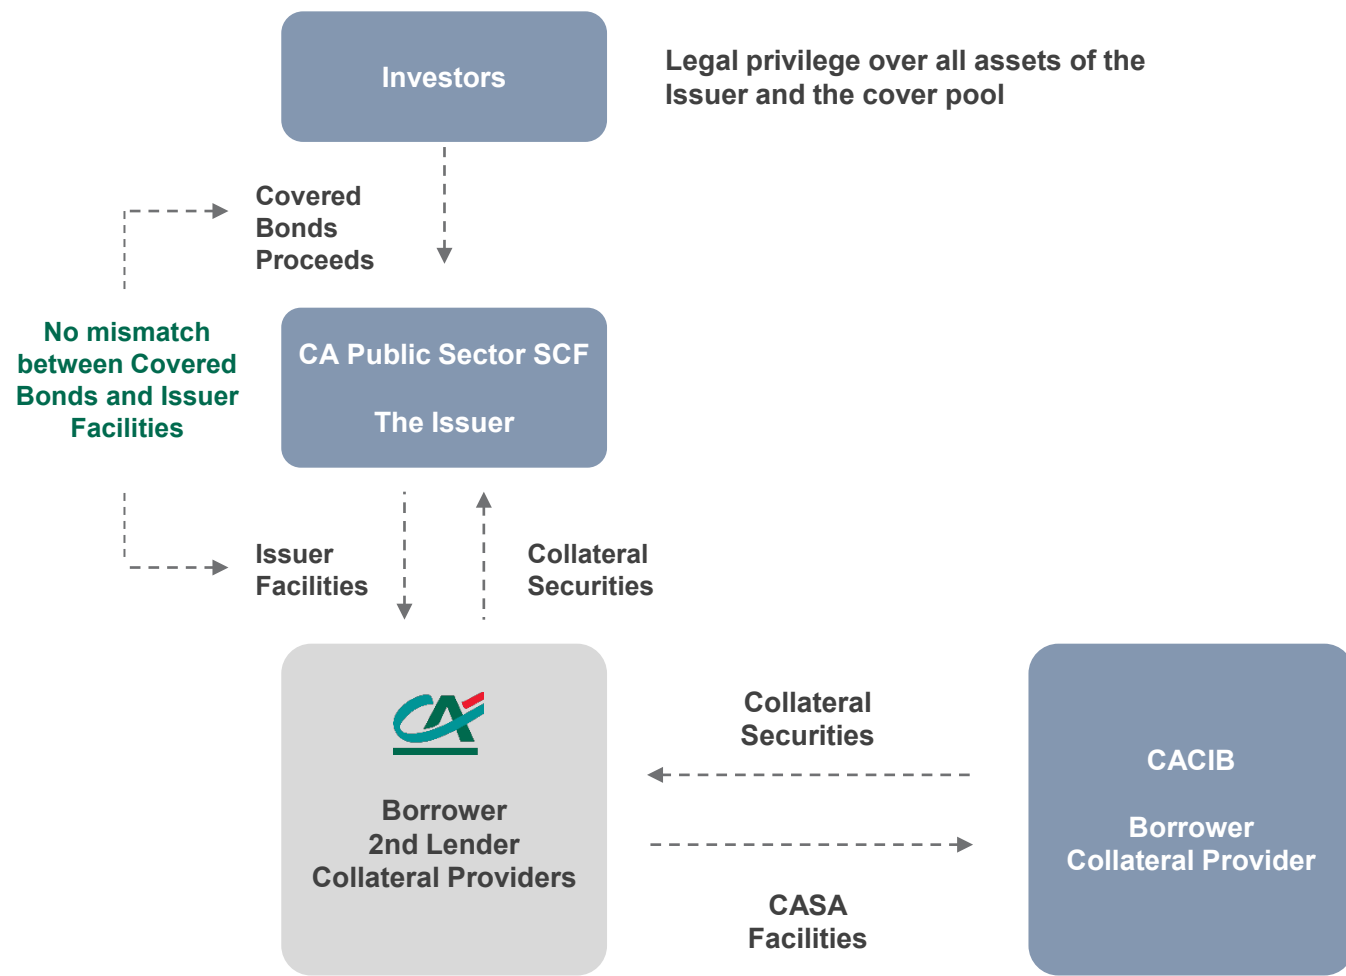 Investors
Legal privilege over all assets of the
Issuer and the cover pool
Covered
Bonds
Proceeds
No mismatch
between Covered
Bonds and Issuer
Facilities
CA Public Sector SCF
The Issuer
Issuer
Facilities
Collateral
Securities
CA
Borrower
2nd Lender
Collateral Providers
Collateral
Securities
CASA
Facilities
CACIB
Borrower
Collateral Provider